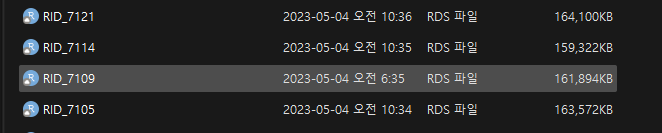 RID_7121 2023-05-04 오전 10:36 RDS 파일 164,100KB
RID_7114 2023-05-04 오전 10:35 RDS 파일 159,322KB
RID_7109 2023-05-04 오전 6:35 RDS 파일 161,894KB
RID_7105 2023-05-04 오전 10:34 RDS 파일 163,572KB